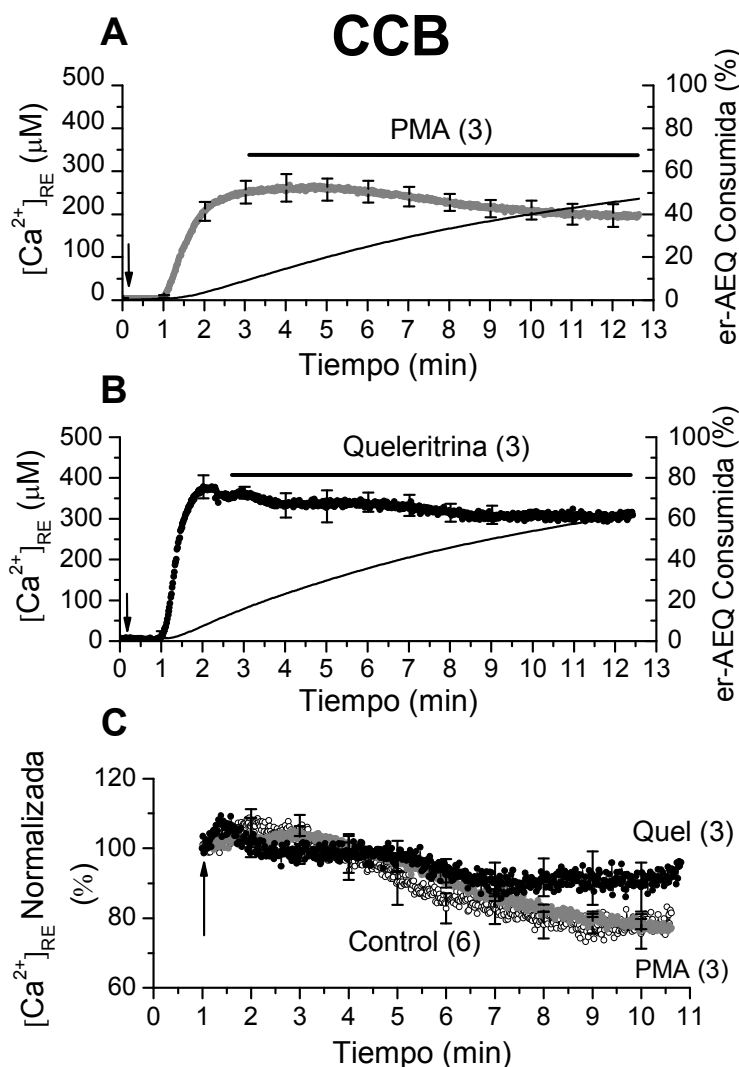 A
CCB
500
400
300
200
100
0
[Ca²⁺]RE (μM)
PMA (3)
100
80
60
40
20
0
er-AEQ Consumida (%)
0 1 2 3 4 5 6 7 8 9 10 11 12 13
Tiempo (min)
B
500
400
300
200
100
0
[Ca²⁺]RE (μM)
Queleritrina (3)
100
80
60
40
20
0
er-AEQ Consumida (%)
0 1 2 3 4 5 6 7 8 9 10 11 12 13
Tiempo (min)
C
[Ca²⁺]RE Normalizada
(%)
120
100
80
60
Quel (3)
Control (6)
PMA (3)
0 1 2 3 4 5 6 7 8 9 10 11
Tiempo (min)